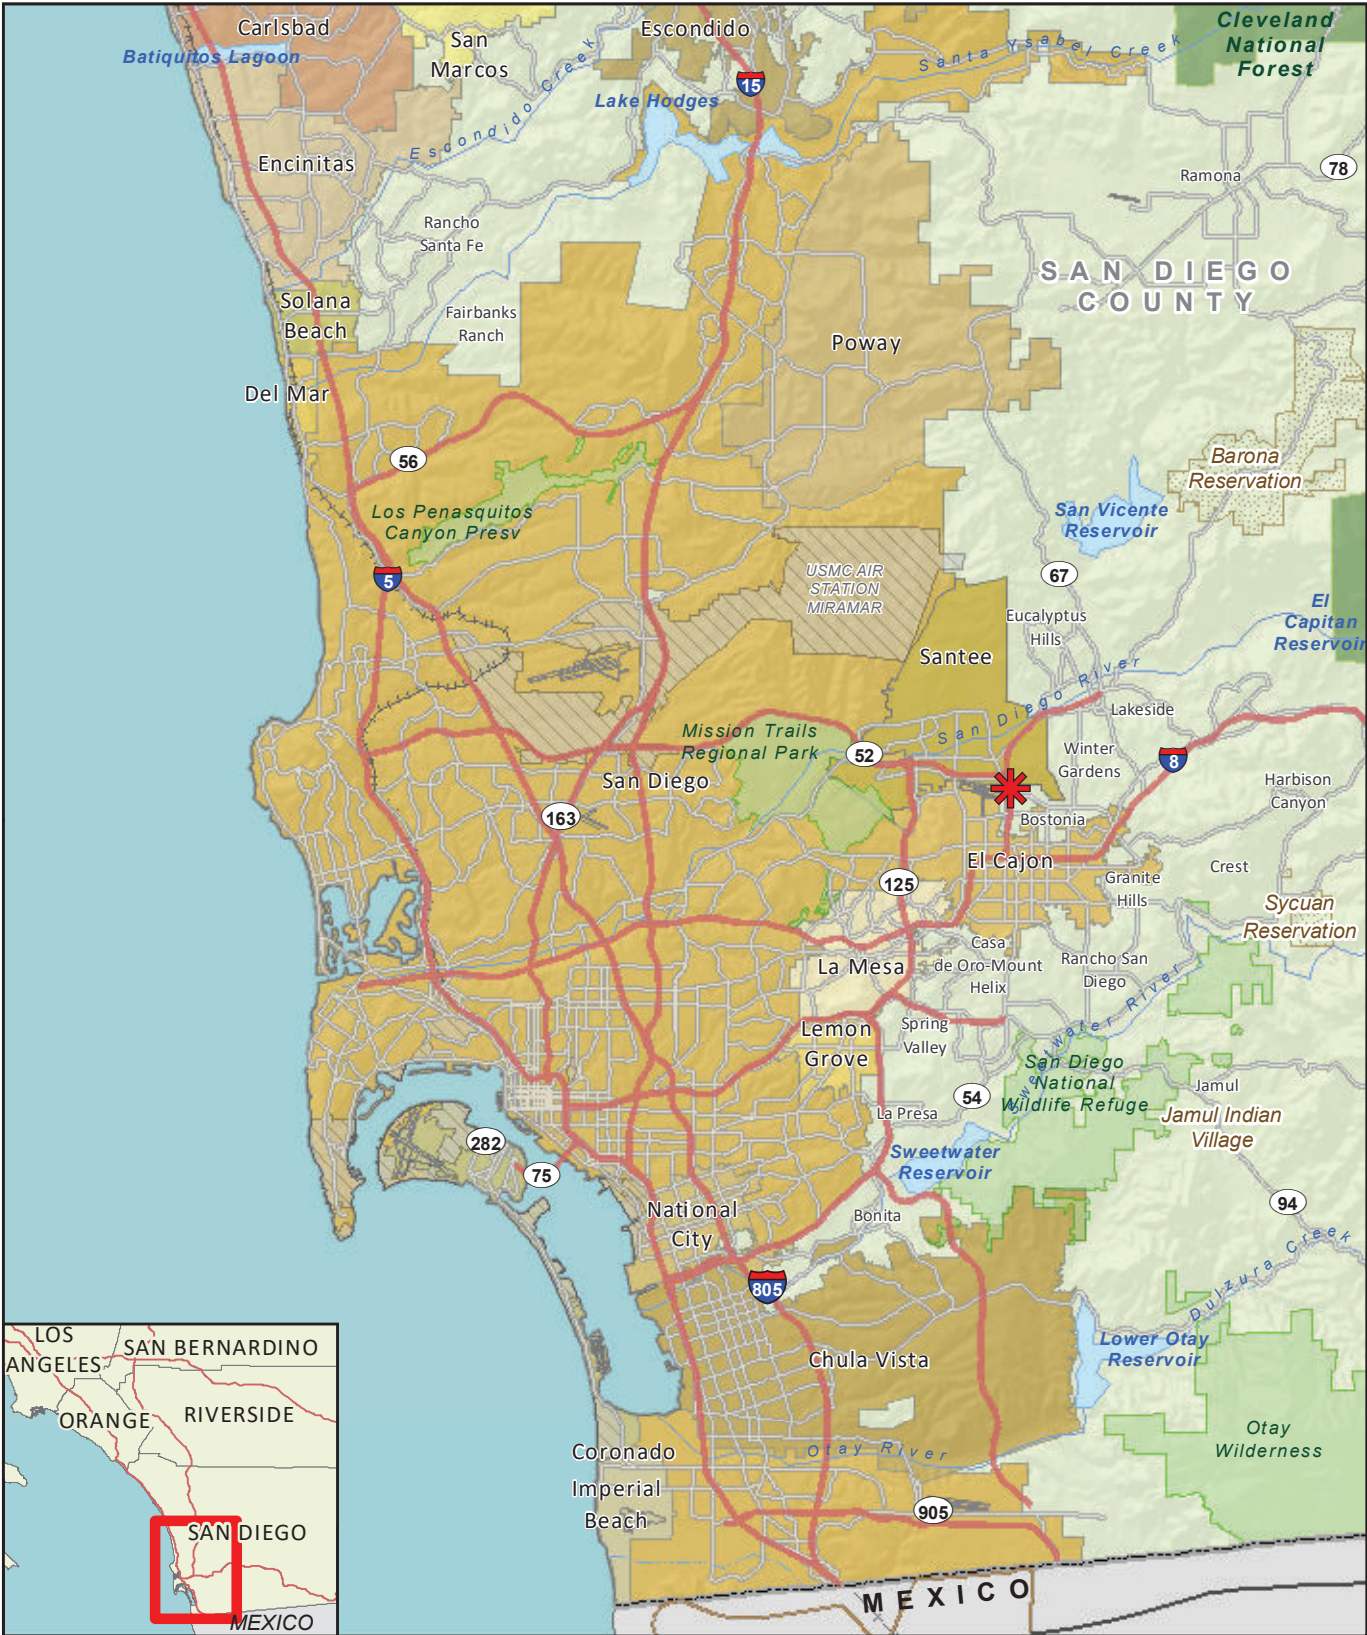 Carlsbad
Escondido
Cleveland
National
Forest
San
Marcos
Batiquitos Lagoon
Santa Ysabel Creek
Escondido Creek
15
Lake Hodges
Encinitas
78
Ramona
Rancho
Santa Fe
SAN DIEGO
COUNTY
Solana
Beach
Fairbanks
Ranch
Poway
Del Mar
56
Barona
Reservation
Los Penasquitos
Canyon Presv
San Vicente
Reservoir
5
USMC AIR
STATION
MIRAMAR
67
Eucalyptus
Hills
El
Capitan
Reservoir
Santee
San Diego River
Lakeside
Mission Trails
Regional Park
52
Winter
Gardens
8
San Diego
Harbison
Canyon
163
Bostonia
El Cajon
Crest
125
Granite
Hills
Sycuan
Reservation
La Mesa
Casa
de Oro-Mount
Helix
Rancho San
Diego
Sweetwater River
Lemon
Grove
Spring
Valley
San Diego
National
Wildlife Refuge
54
Jamul
La Presa
Jamul Indian
Village
282
75
Sweetwater
Reservoir
94
National
City
Bonita
Dulzura Creek
805
Lower Otay
Reservoir
Chula Vista
Otay
Wilderness
Coronado
Otay River
Imperial
Beach
905
MEXICO
LOS
ANGELES
SAN BERNARDINO
ORANGE
RIVERSIDE
SAN DIEGO
MEXICO